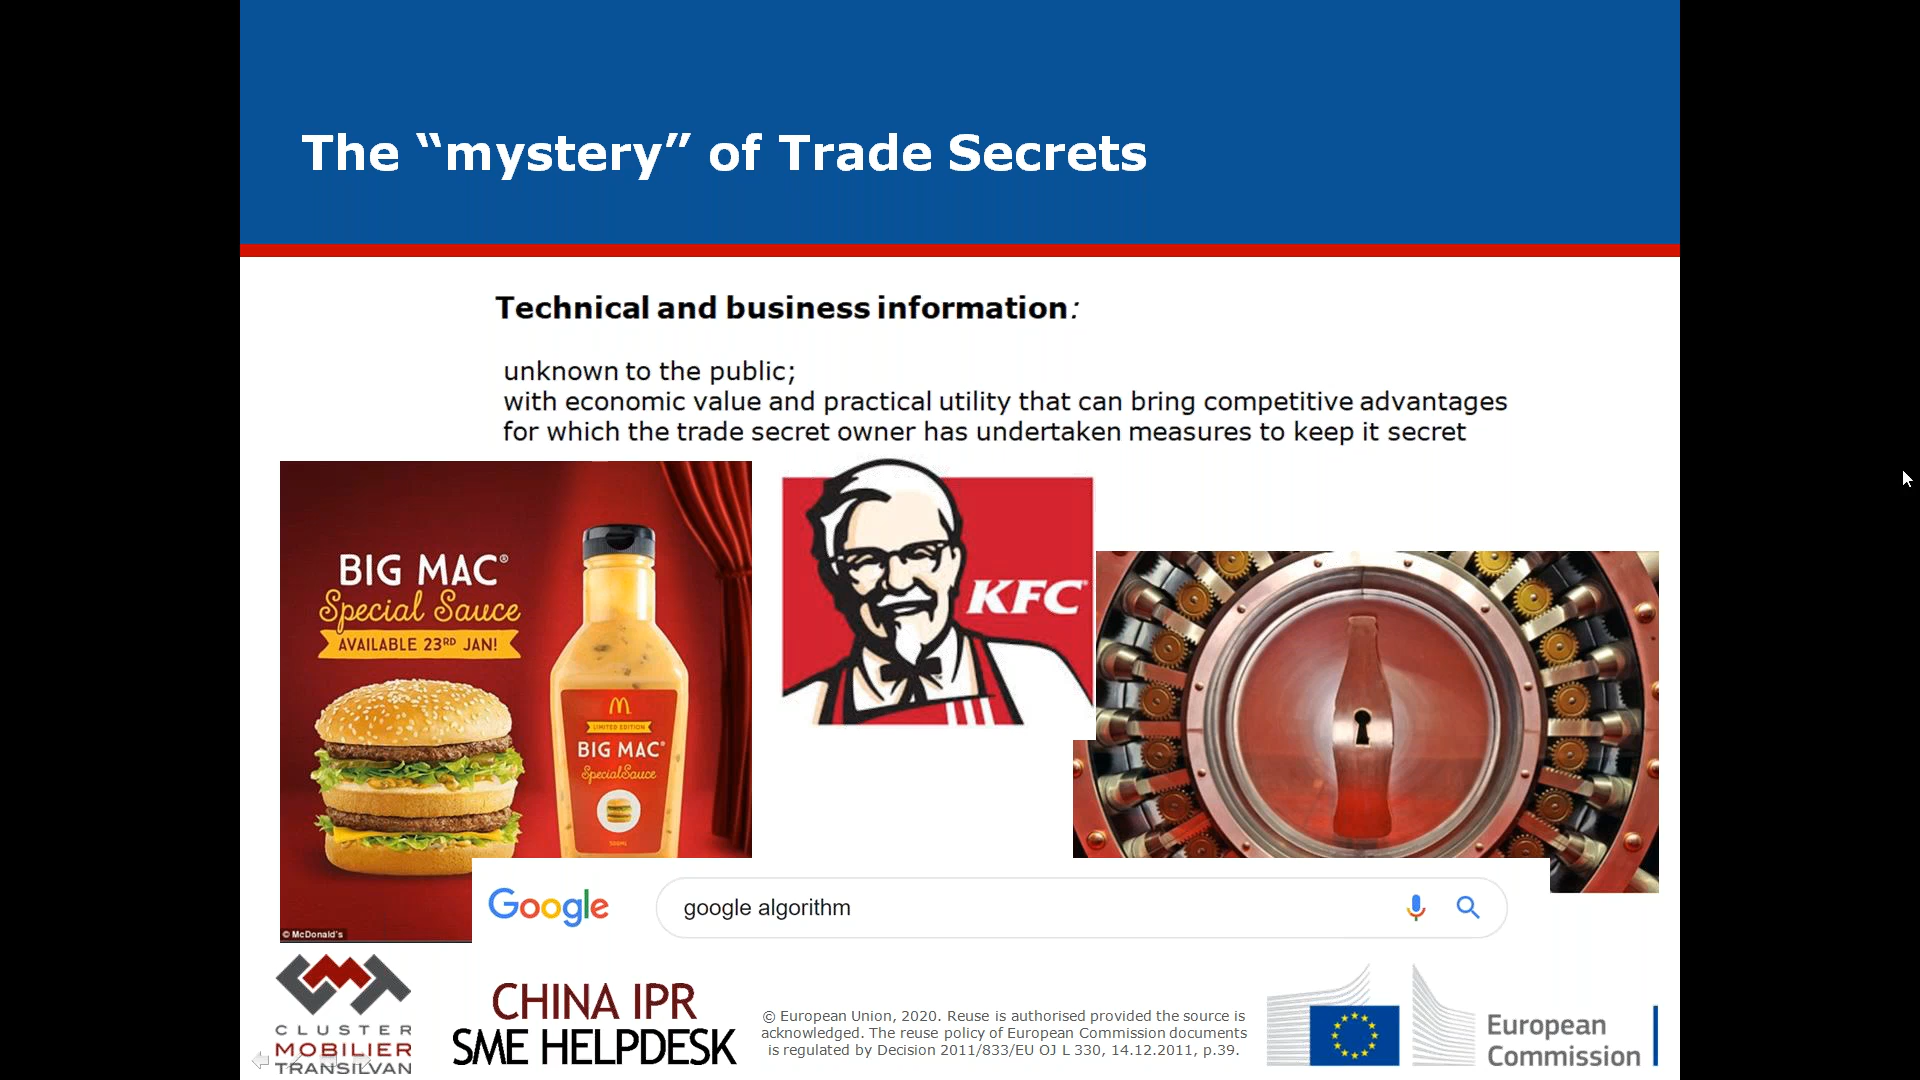 The “mystery” of Trade Secrets
Technical and business information:
unknown to the public;
with economic value and practical utility that can bring competitive advantages
for which the trade secret owner has undertaken measures to keep it secret
BIG MAC®
Special Sauce
AVAILABLE 23RD JAN!
LIMITED EDITION
BIG MAC®
Special Sauce
500ML
© McDonald's
KFC®
Google
google algorithm
CLUSTER
MOBILIER
TRANSILVAN
CHINA IPR
SME HELPDESK
© European Union, 2020. Reuse is authorised provided the source is
acknowledged. The reuse policy of European Commission documents
is regulated by Decision 2011/833/EU OJ L 330, 14.12.2011, p.39.
European
Commission